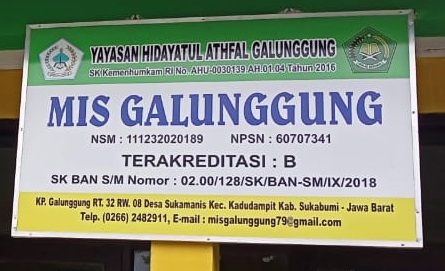 YAYASAN HIDAYATUL ATHFAL GALUNGGUNG
SK Kemenhumkam RI No. AHU-0030139.AH.01.04 Tahun 2016
MIS GALUNGGUNG
NSM : 111232020189 NPSN : 60707341
TERAKREDITASI : B
SK BAN S/M Nomor : 02.00/128/SK/BAN-SM/IX/2018
KP. Galunggung RT. 32 RW. 08 Desa Sukamanis Kec. Kadudampit Kab. Sukabumi - Jawa Barat
Telp. (0266) 2482911, E-mail : misgalunggung79@gmail.com